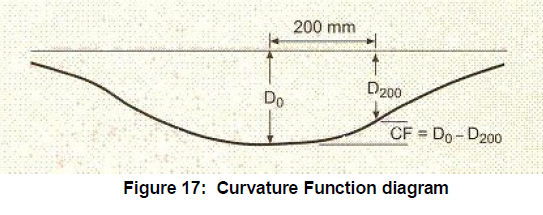 200 mm
D0
D200
CF = D0 – D200
Figure 17: Curvature Function diagram